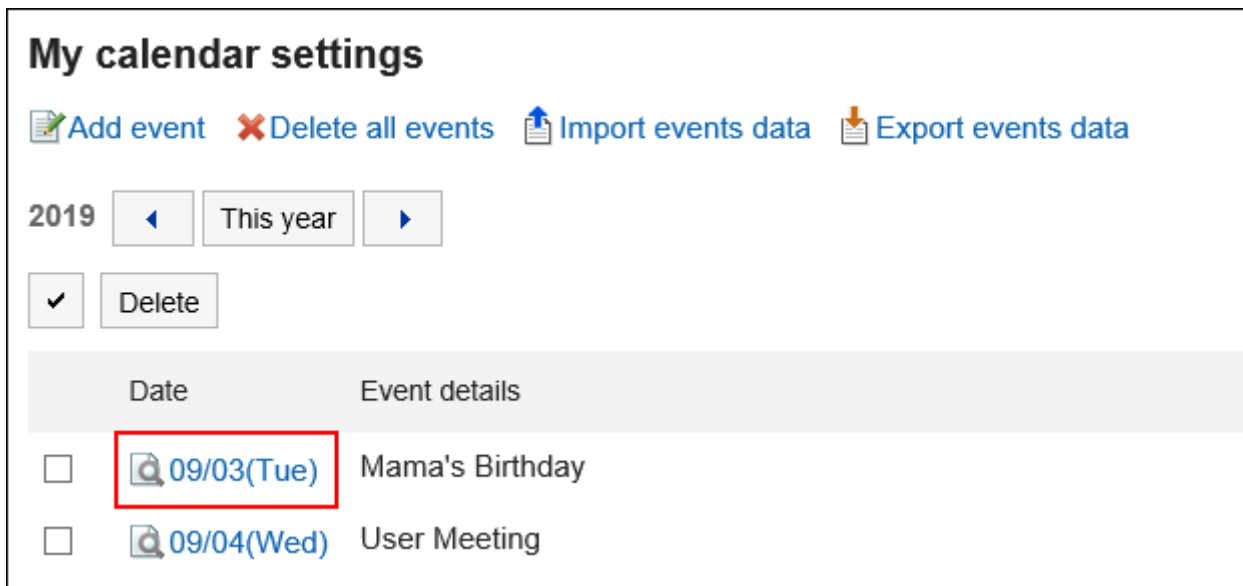 My calendar settings
Add event Delete all events Import events data Export events data
2019 This year
Delete
Date Event details
09/03(Tue) Mama's Birthday
09/04(Wed) User Meeting